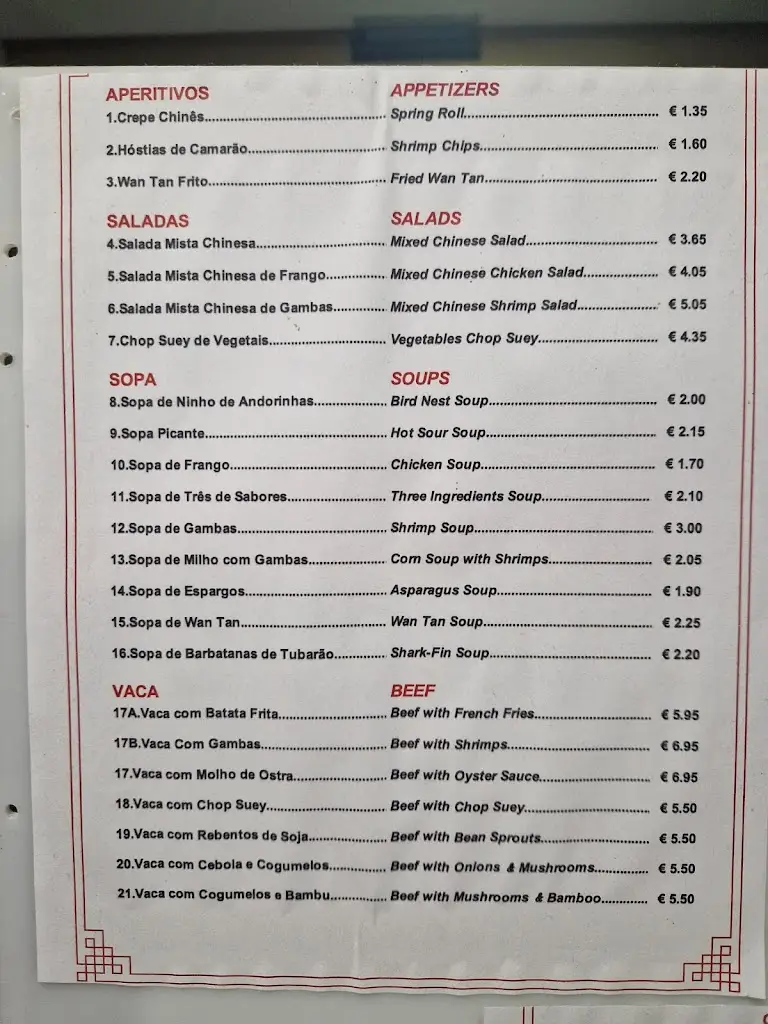 APERITIVOS APPETIZERS
1.Crepe Chinês........ Spring Roll........ € 1.35
2.Hóstias de Camarão........ Shrimp Chips........ € 1.60
3.Wan Tan Frito........ Fried Wan Tan........ € 2.20
SALADAS SALADS
4.Salada Mista Chinesa........ Mixed Chinese Salad........ € 3.65
5.Salada Mista Chinesa de Frango........ Mixed Chinese Chicken Salad........ € 4.05
6.Salada Mista Chinesa de Gambas........ Mixed Chinese Shrimp Salad........ € 5.05
7.Chop Suey de Vegetais........ Vegetables Chop Suey........ € 4.35
SOPA SOUPS
8.Sopa de Ninho de Andorinhas........ Bird Nest Soup........ € 2.00
9.Sopa Picante........ Hot Sour Soup........ € 2.15
10.Sopa de Frango........ Chicken Soup........ € 1.70
11.Sopa de Três de Sabores........ Three Ingredients Soup........ € 2.10
12.Sopa de Gambas........ Shrimp Soup........ € 3.00
13.Sopa de Milho com Gambas........ Corn Soup with Shrimps........ € 2.05
14.Sopa de Espargos........ Asparagus Soup........ € 1.90
15.Sopa de Wan Tan........ Wan Tan Soup........ € 2.25
16.Sopa de Barbatanas de Tubarão........ Shark-Fin Soup........ € 2.20
VACA BEEF
17A.Vaca com Batata Frita........ Beef with French Fries........ € 5.95
17B.Vaca Com Gambas........ Beef with Shrimps........ € 6.95
17.Vaca com Molho de Ostra........ Beef with Oyster Sauce........ € 6.95
18.Vaca com Chop Suey........ Beef with Chop Suey........ € 5.50
19.Vaca com Rebentos de Soja........ Beef with Bean Sprouts........ € 5.50
20.Vaca com Cebola e Cogumelos........ Beef with Onions & Mushrooms........ € 5.50
21.Vaca com Cogumelos e Bambu........ Beef with Mushrooms & Bamboo........ € 5.50